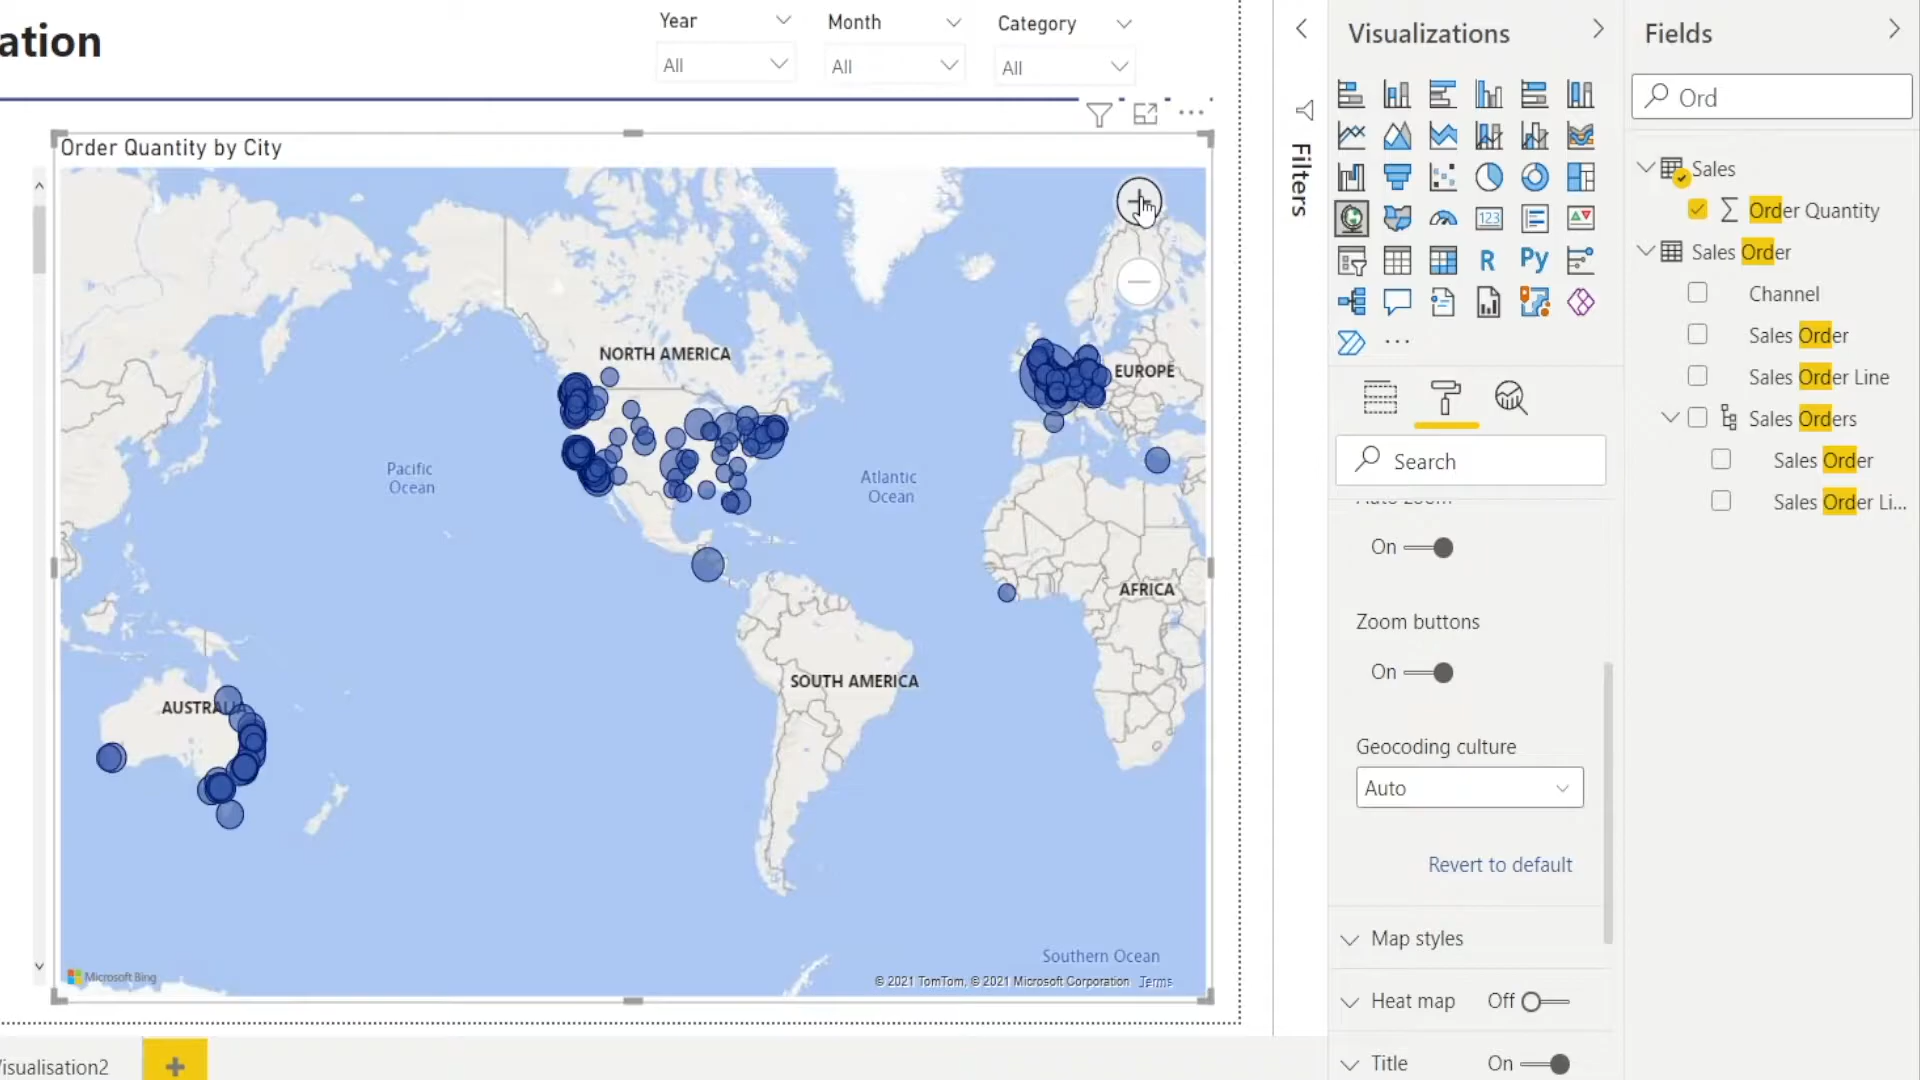 ation
Year
All
Month
All
Category
All
Order Quantity by City
NORTH AMERICA
EUROPE
Pacific
Ocean
Atlantic
Ocean
AFRICA
SOUTH AMERICA
Southern Ocean
Microsoft Bing
© 2021 TomTom, © 2021 Microsoft Corporation Terms
isualisation2
+
Filters
Visualizations
123
R
Py
...
Search
On
Zoom buttons
On
Geocoding culture
Auto
Revert to default
Map styles
Heat map Off
Title On
Fields
Ord
Sales
Σ Order Quantity
Sales Order
Channel
Sales Order
Sales Order Line
Sales Orders
Sales Order
Sales Order Li...